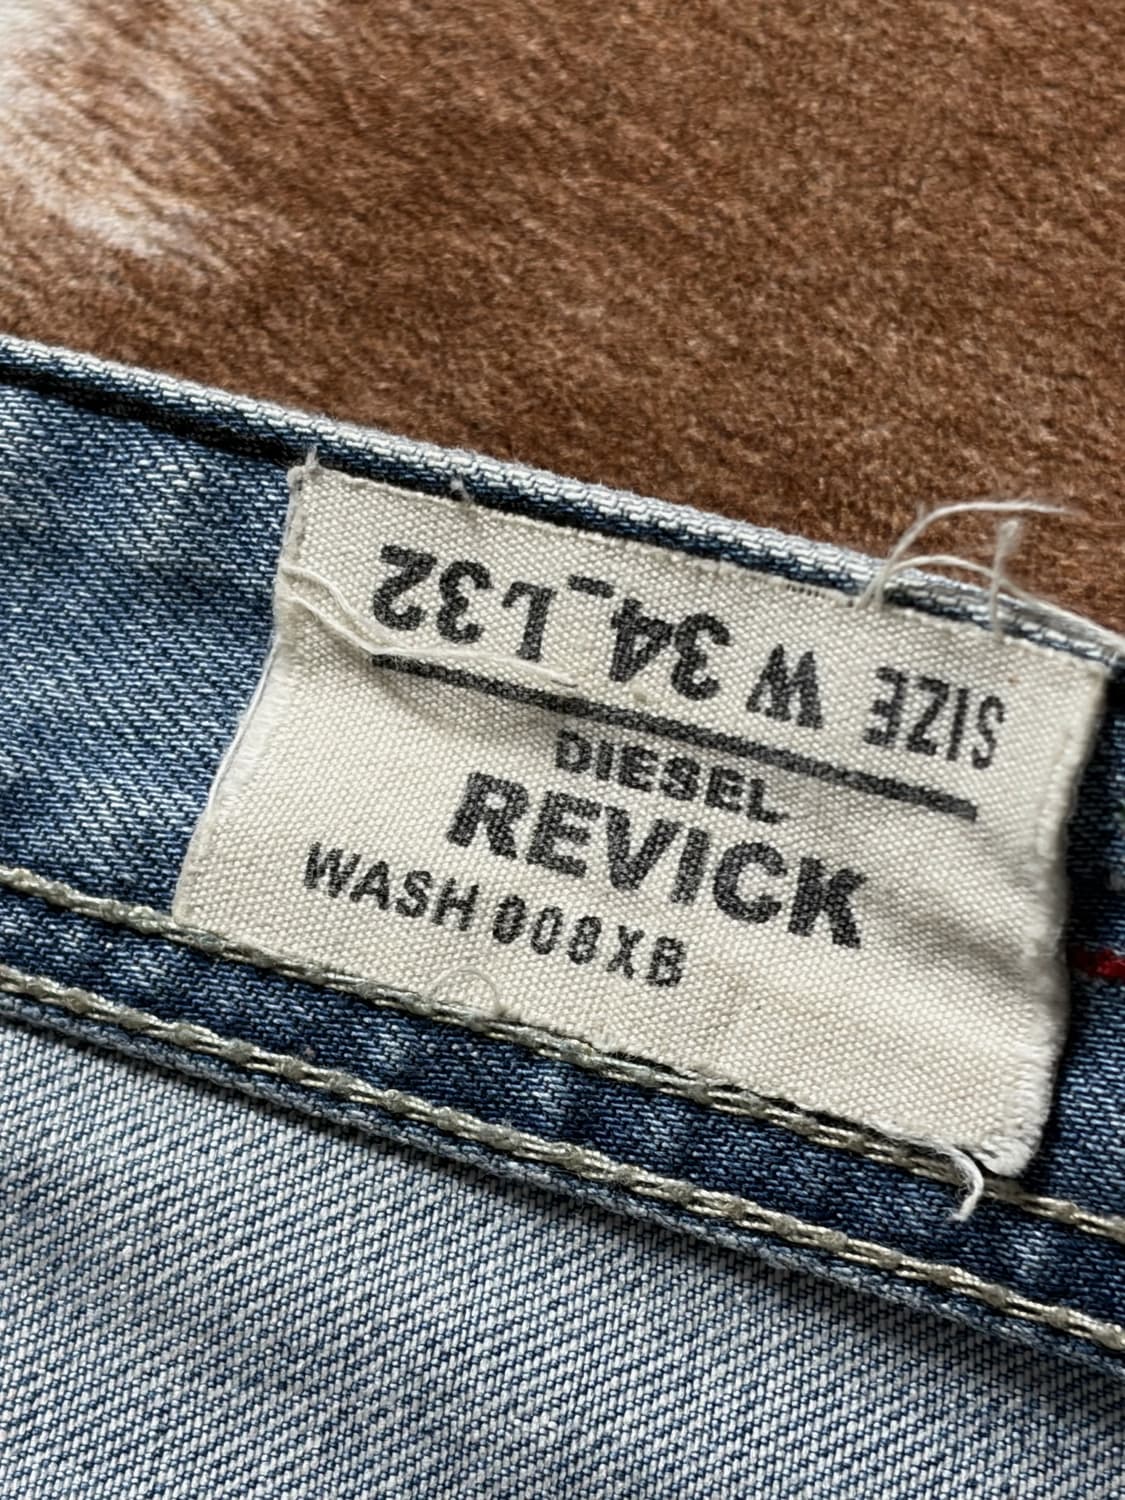 SIZE W 34_L32
DIESEL
REVICK
WASH 008XB